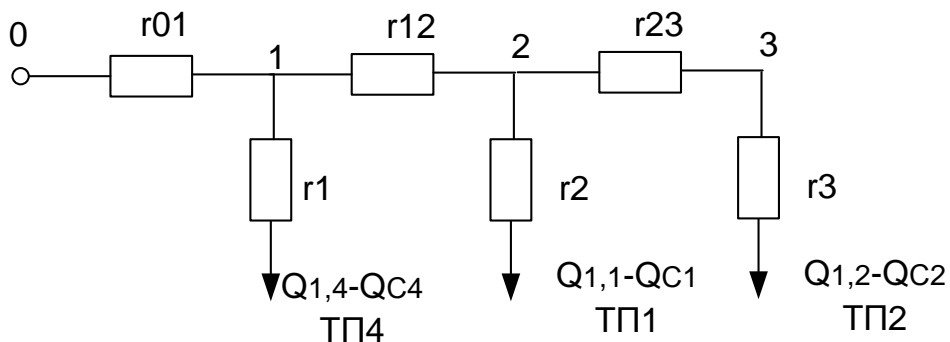 0
r01
1
r12
2
r23
3
r1
r2
r3
Q1,4-QC4
ТП4
Q1,1-QC1
ТП1
Q1,2-QC2
ТП2